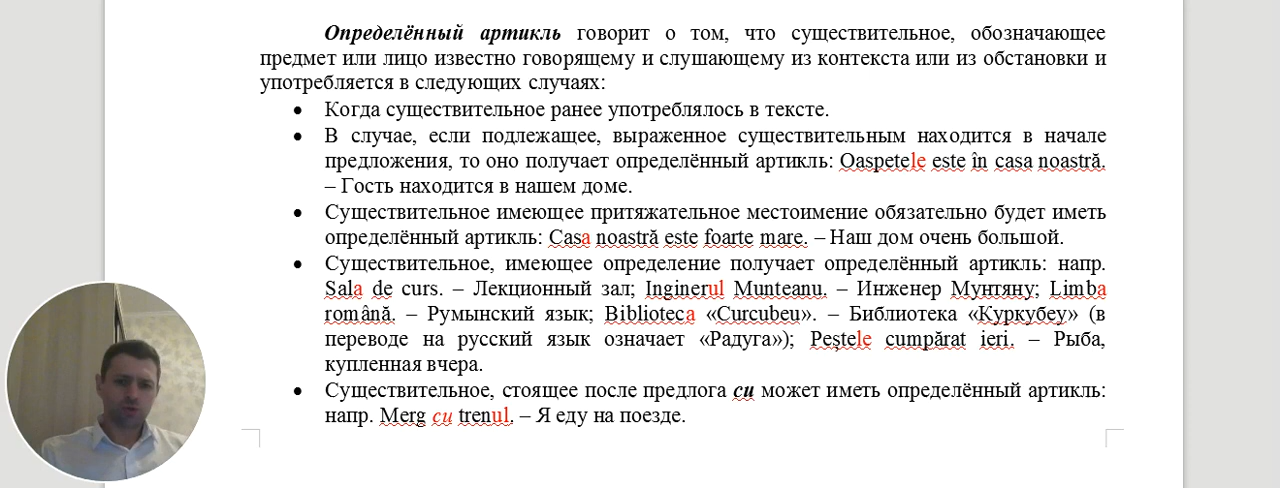 Определённый артикль говорит о том, что существительное, обозначающее
предмет или лицо известно говорящему и слушающему из контекста или из обстановки и
употребляется в следующих случаях:
• Когда существительное ранее употреблялось в тексте.
• В случае, если подлежащее, выраженное существительным находится в начале
предложения, то оно получает определённый артикль: Oaspetele este în casa noastră.
– Гость находится в нашем доме.
• Существительное имеющее притяжательное местоимение обязательно будет иметь
определённый артикль: Casa noastră este foarte mare. – Наш дом очень большой.
• Существительное, имеющее определение получает определённый артикль: напр.
Sala de curs. – Лекционный зал; Inginerul Munteanu. – Инженер Мунтяну; Limba
română. – Румынский язык; Biblioteca «Curcubeu». – Библиотека «Куркубеу» (в
переводе на русский язык означает «Радуга»); Peștele cumpărat ieri. – Рыба,
купленная вчера.
• Существительное, стоящее после предлога cu может иметь определённый артикль:
напр. Merg cu trenul. – Я еду на поезде.